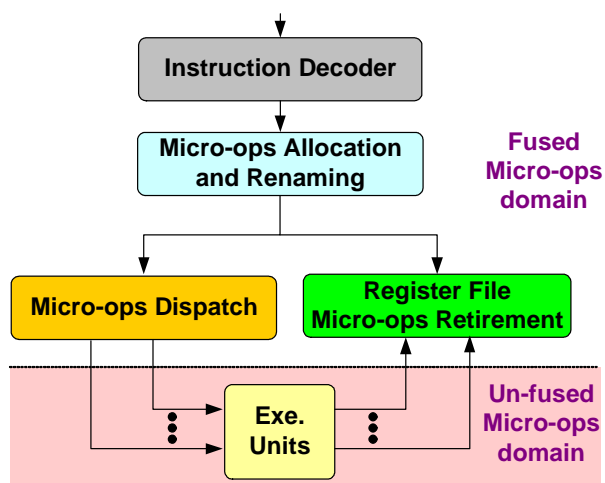 Instruction Decoder
Micro-ops Allocation
and Renaming
Fused
Micro-ops
domain
Micro-ops Dispatch
Register File
Micro-ops Retirement
Exe.
Units
Un-fused
Micro-ops
domain